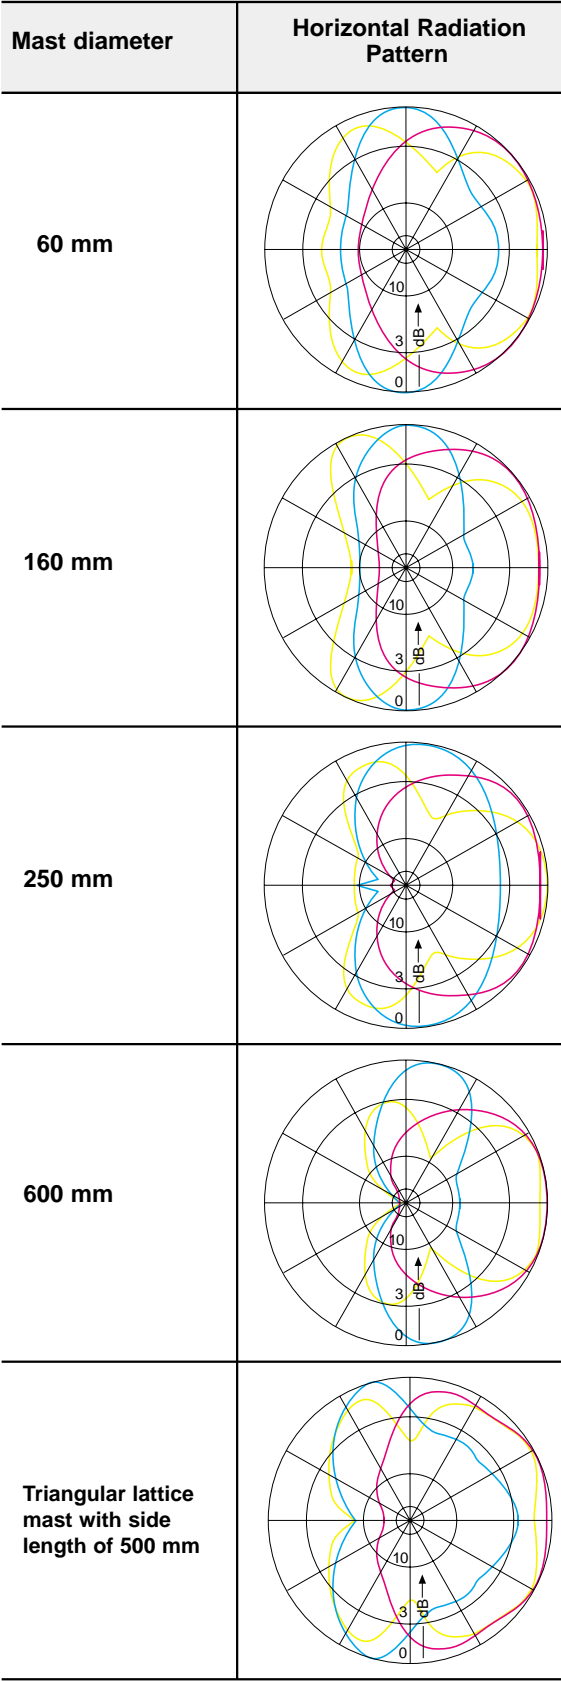 Mast diameter
Horizontal Radiation
Pattern
60 mm
10
3
0
dB
160 mm
10
3
0
dB
250 mm
10
3
0
dB
600 mm
10
3
0
dB
Triangular lattice
mast with side
length of 500 mm
10
3
0
dB